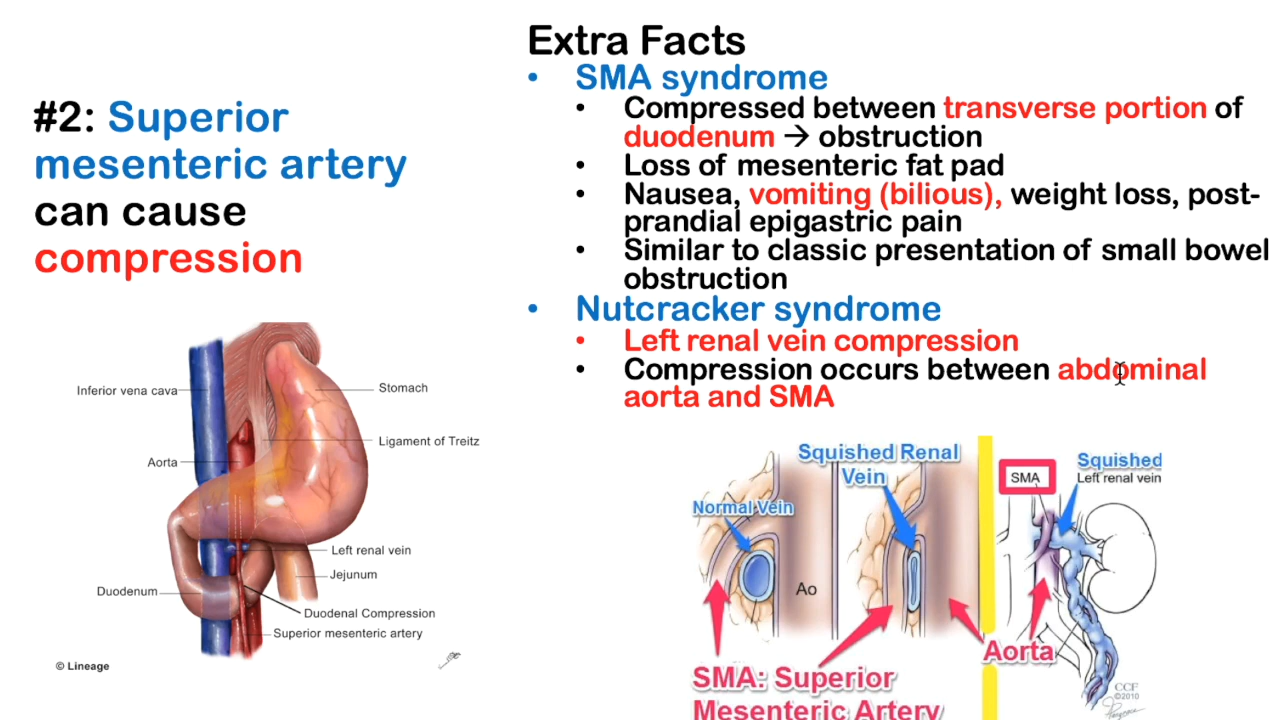 #2: Superior
mesenteric artery
can cause
compression
Extra Facts
• SMA syndrome
• Compressed between transverse portion of
duodenum → obstruction
• Loss of mesenteric fat pad
• Nausea, vomiting (bilious), weight loss, post-
prandial epigastric pain
• Similar to classic presentation of small bowel
obstruction
• Nutcracker syndrome
• Left renal vein compression
• Compression occurs between abdominal
aorta and SMA
Inferior vena cava
Stomach
Ligament of Treitz
Aorta
Left renal vein
Jejunum
Duodenum
Duodenal Compression
Superior mesenteric artery
© Lineage
Squished Renal
Vein
Normal Vein
Ao
SMA: Superior
Mesenteric Artery
SMA
Squished
Left renal vein
Aorta
CCF
©2010